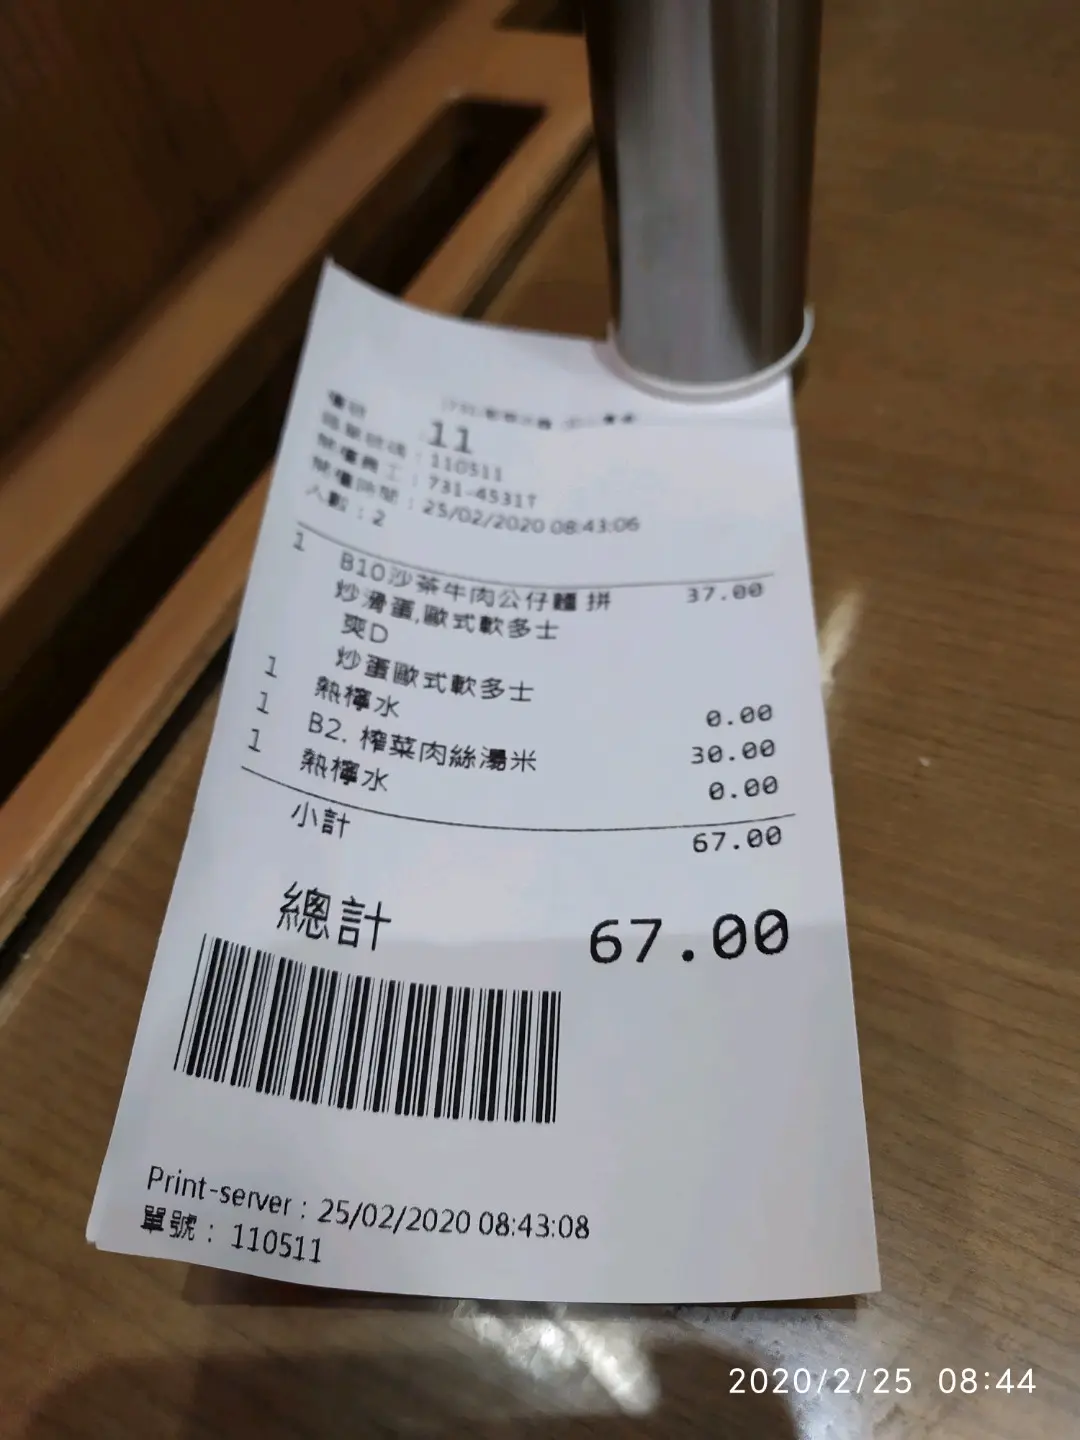 11
110511
731-4531T
: 25/02/2020 08:43:06
人數 : 2
1 B10沙茶牛肉公仔麵 拼 37.00
炒滑蛋,歐式軟多士
爽D
炒蛋歐式軟多士
1 熱檸水 0.00
1 B2. 榨菜肉絲湯米 30.00
1 熱檸水 0.00
小計 67.00
總計 67.00
Print-server : 25/02/2020 08:43:08
單號 : 110511
2020/2/25 08:44